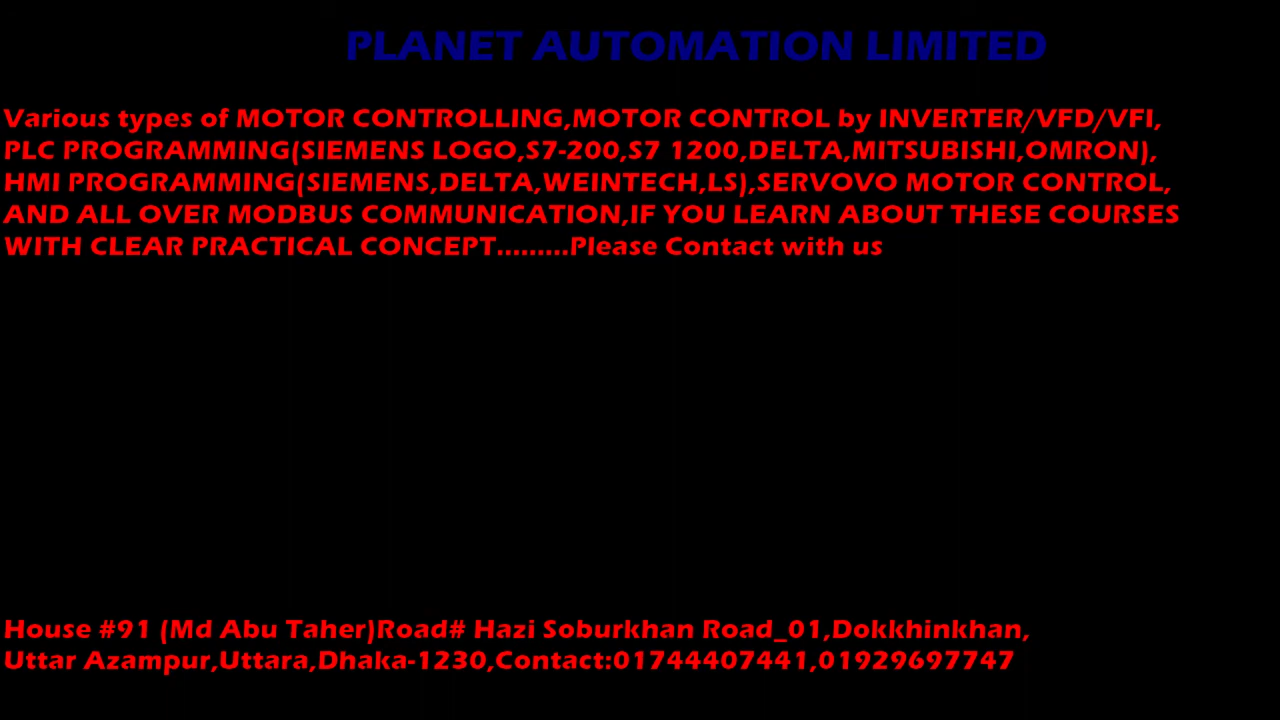 PLANET AUTOMATION LIMITED
Various types of MOTOR CONTROLLING,MOTOR CONTROL by INVERTER/VFD/VFI,
PLC PROGRAMMING(SIEMENS LOGO,S7-200,S7 1200,DELTA,MITSUBISHI,OMRON),
HMI PROGRAMMING(SIEMENS,DELTA,WEINTECH,LS),SERVOVO MOTOR CONTROL,
AND ALL OVER MODBUS COMMUNICATION,IF YOU LEARN ABOUT THESE COURSES
WITH CLEAR PRACTICAL CONCEPT.........Please Contact with us
House #91 (Md Abu Taher)Road# Hazi Soburkhan Road_01,Dokkhinkhan,
Uttar Azampur,Uttara,Dhaka-1230,Contact:01744407441,01929697747